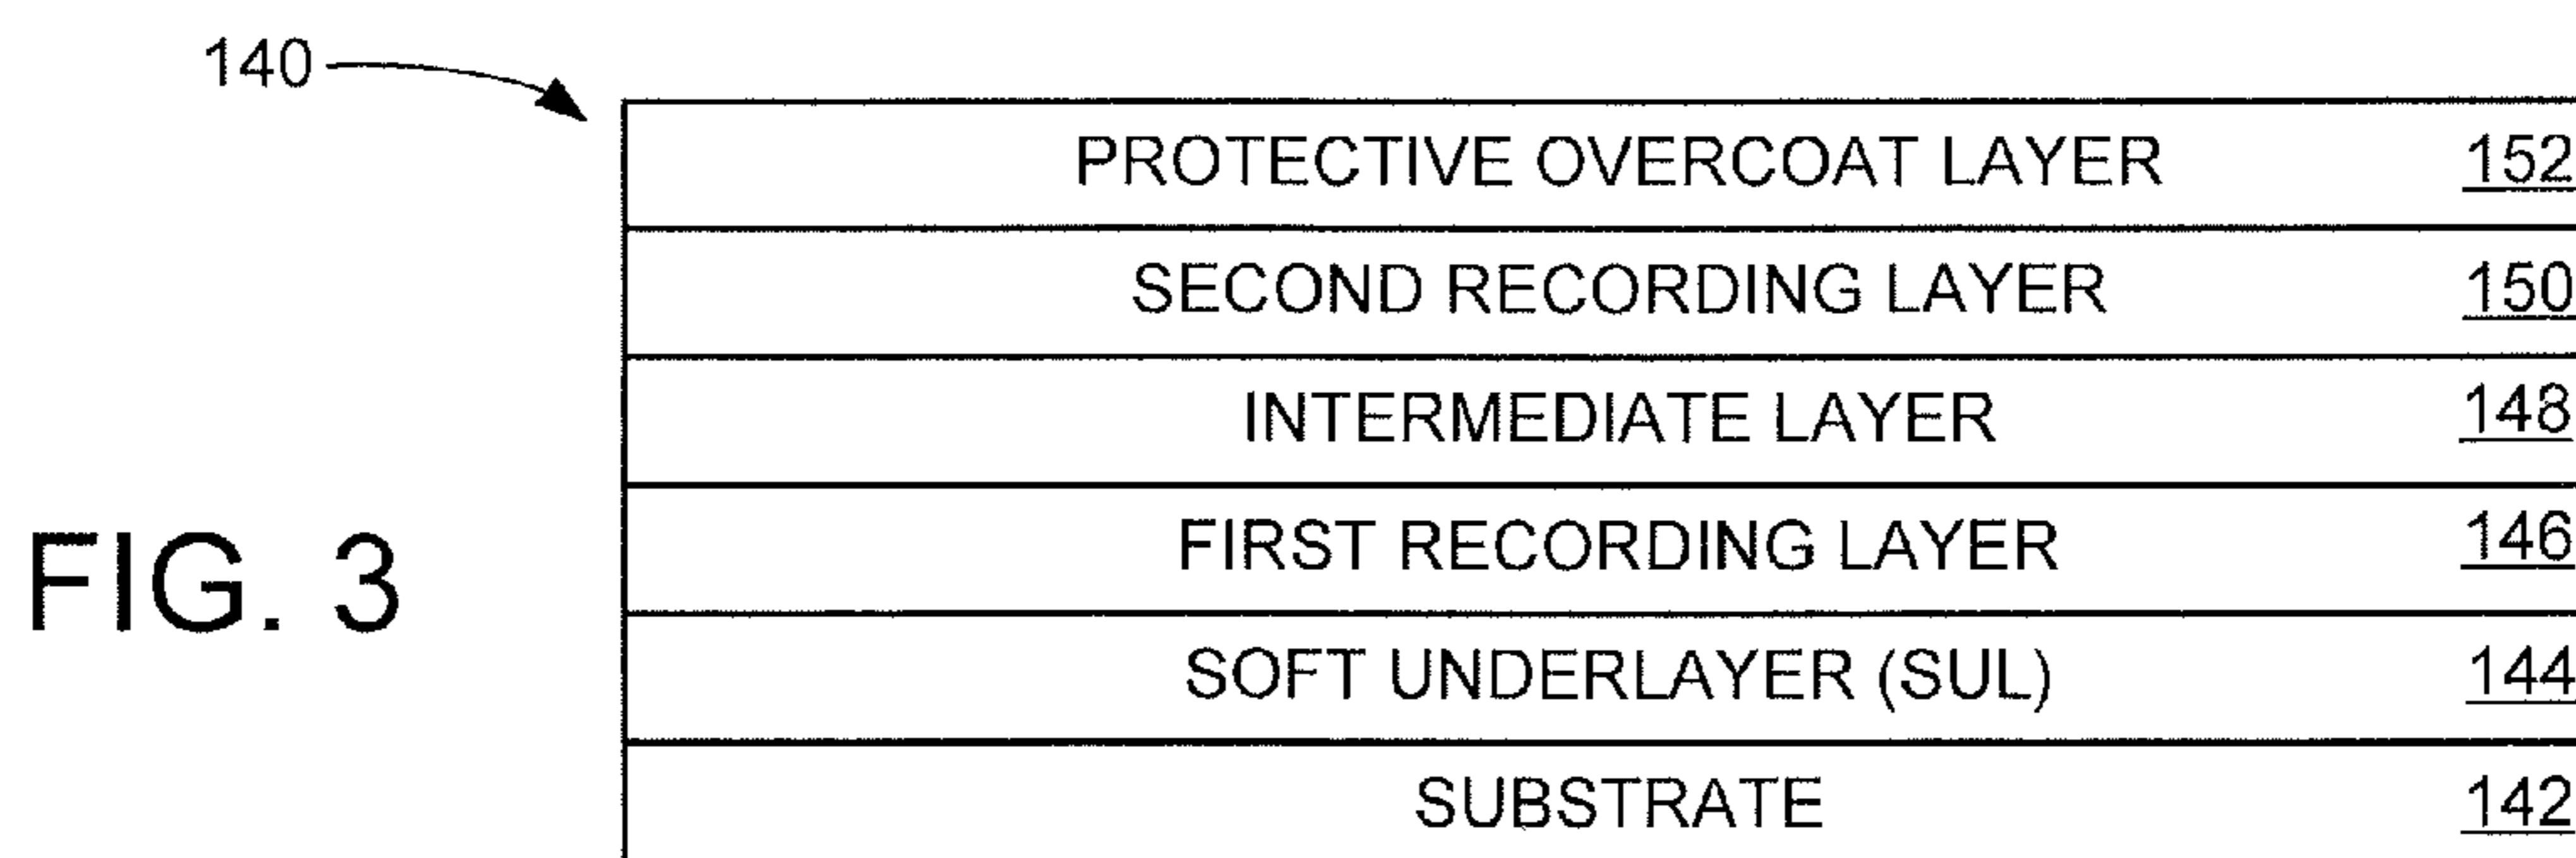 140
PROTECTIVE OVERCOAT LAYER 152
SECOND RECORDING LAYER 150
INTERMEDIATE LAYER 148
FIRST RECORDING LAYER 146
FIG. 3
SOFT UNDERLAYER (SUL) 144
SUBSTRATE 142